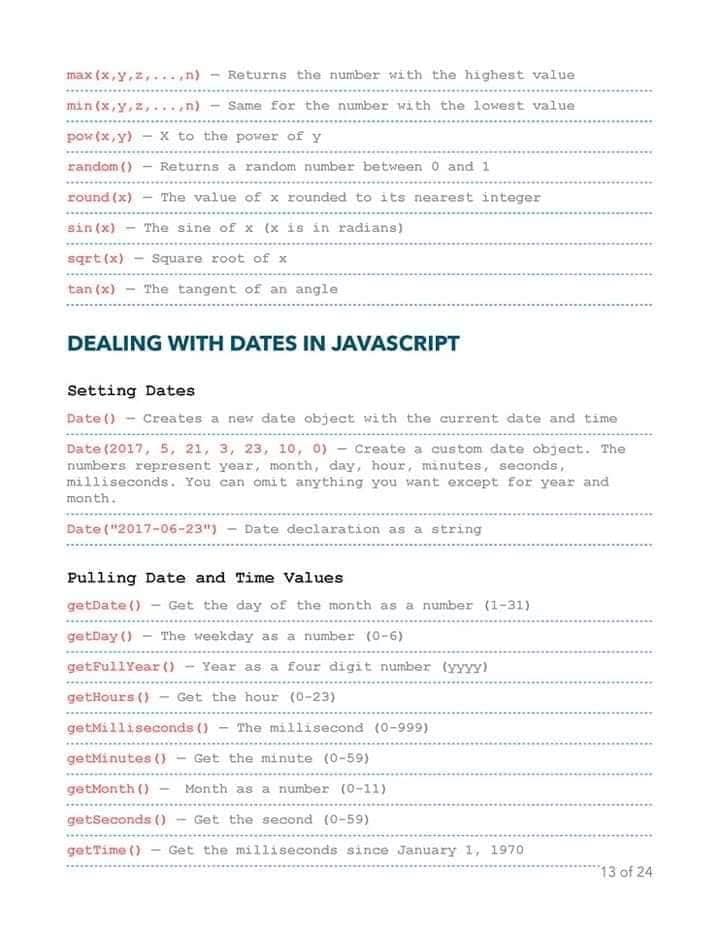 max(x,y,z,...,n) — Returns the number with the highest value
min(x,y,z,...,n) — Same for the number with the lowest value
pow(x,y) — X to the power of y
random() — Returns a random number between 0 and 1
round(x) — The value of x rounded to its nearest integer
sin(x) — The sine of x (x is in radians)
sqrt(x) — Square root of x
tan(x) — The tangent of an angle
DEALING WITH DATES IN JAVASCRIPT
Setting Dates
Date() — Creates a new date object with the current date and time
Date(2017, 5, 21, 3, 23, 10, 0) — Create a custom date object. The
numbers represent year, month, day, hour, minutes, seconds,
milliseconds. You can omit anything you want except for year and
month.
Date("2017-06-23") — Date declaration as a string
Pulling Date and Time Values
getDate() — Get the day of the month as a number (1-31)
getDay() — The weekday as a number (0-6)
getFullYear() — Year as a four digit number (yyyy)
getHours() — Get the hour (0-23)
getMilliseconds() — The millisecond (0-999)
getMinutes() — Get the minute (0-59)
getMonth() — Month as a number (0-11)
getSeconds() — Get the second (0-59)
getTime() — Get the milliseconds since January 1, 1970
13 of 24